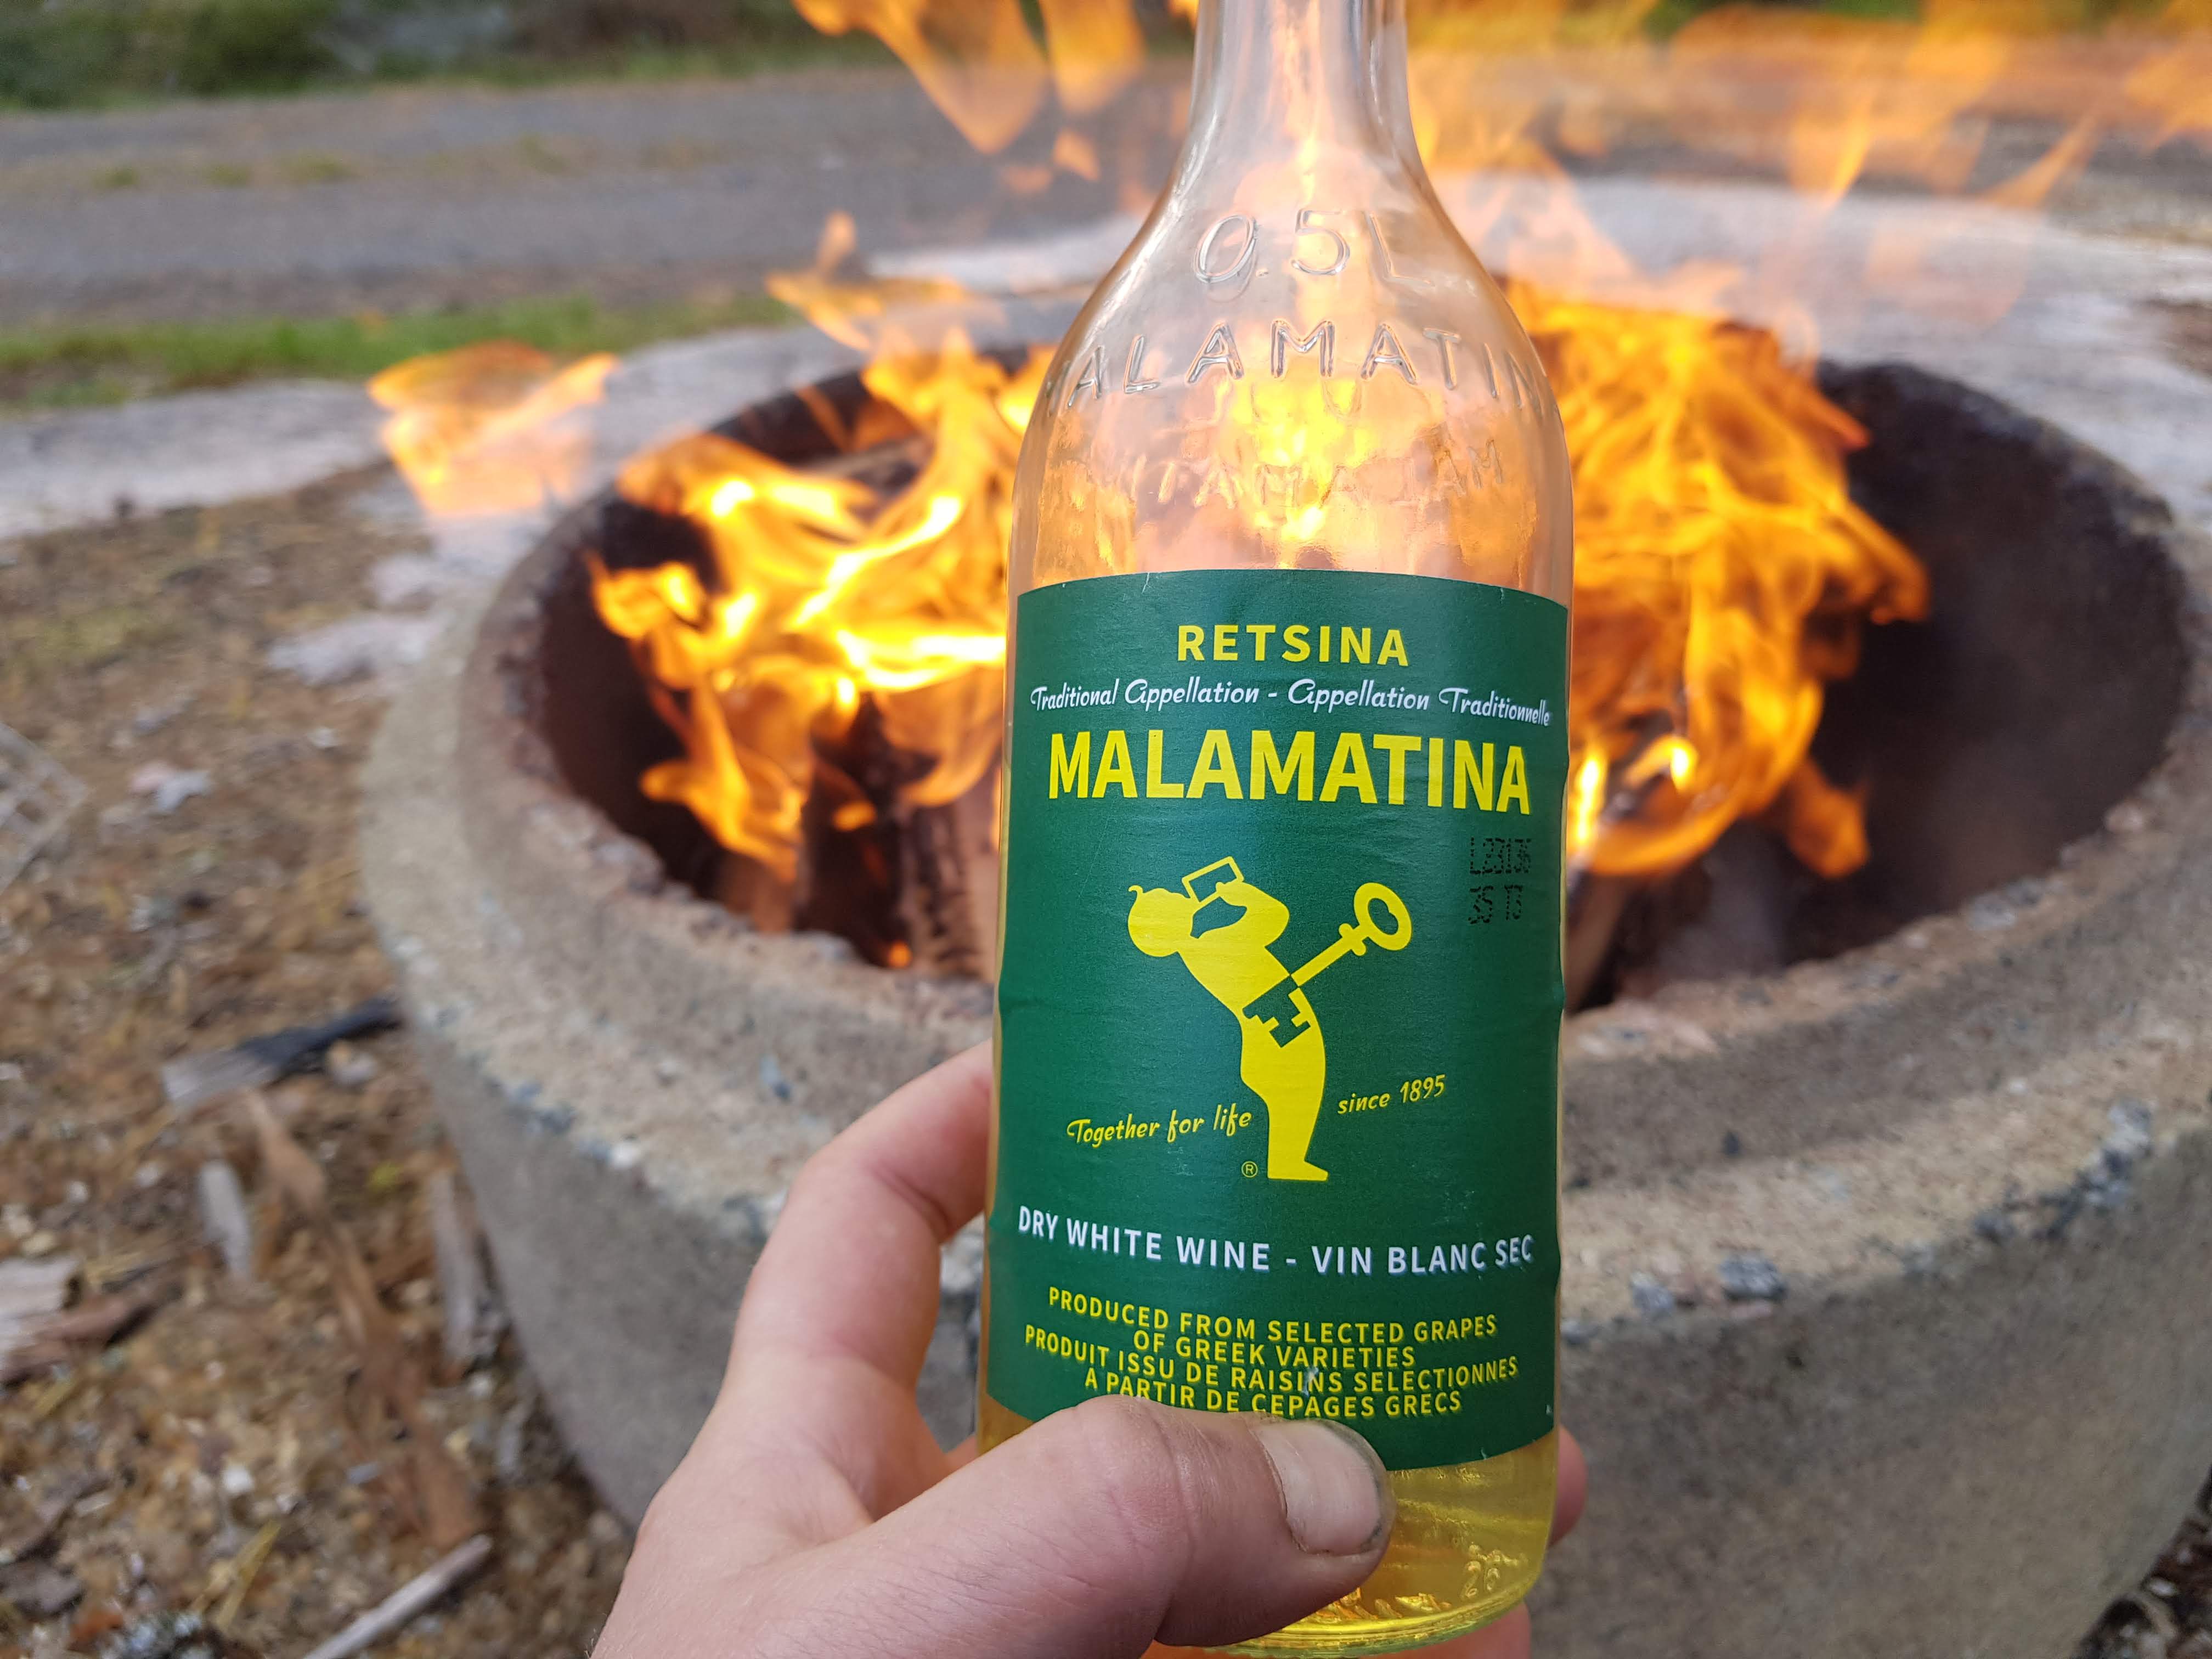 0.5L
ALAMATIN
RETSINA
Traditional Appellation - Appellation Traditionnelle
MALAMATINA
L23136
Together for life
since 1895
®
DRY WHITE WINE - VIN BLANC SEC
PRODUCED FROM SELECTED GRAPES
OF GREEK VARIETIES
PRODUIT ISSU DE RAISINS SELECTIONNES
A PARTIR DE CEPAGES GRECS